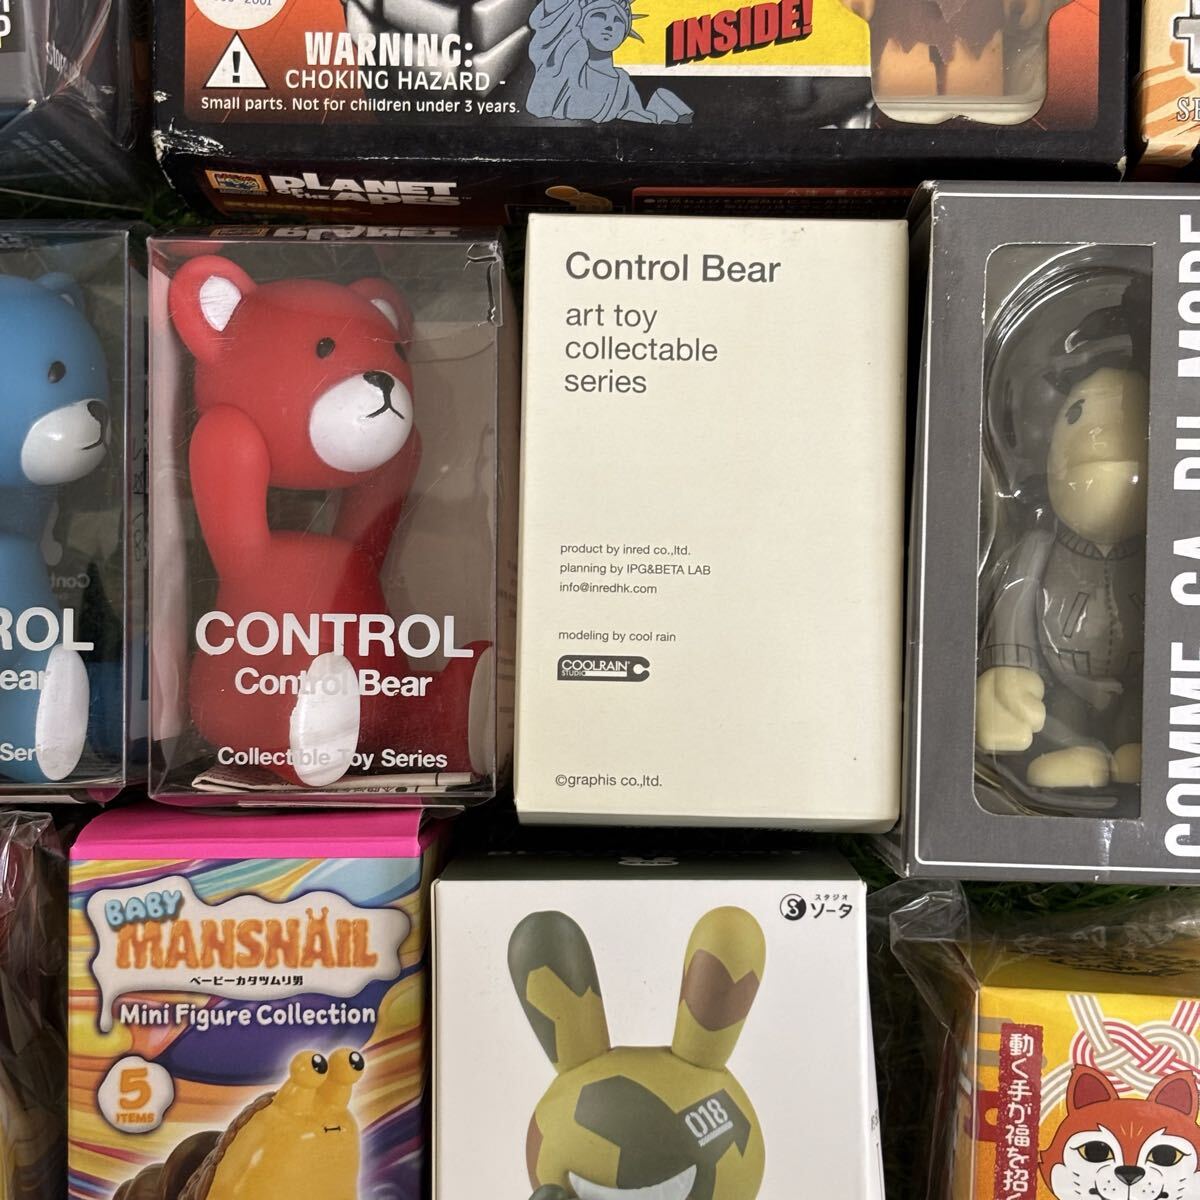 WARNING:
CHOKING HAZARD -
Small parts. Not for children under 3 years.
INSIDE!
PLANET
OF THE
APES
Control Bear
art toy
collectable
series
product by inred co.,ltd.
planning by IPG&BETA LAB
info@inredhk.com
modeling by cool rain
COOLRAIN
STUDIO
©graphis co.,ltd.
ROL
ear
CONTROL
Control Bear
Collectible Toy Series
COMME CA DU MODE
BABY
MANSNAIL
ベービーカタツムリ男
Mini Figure Collection
5
ITEMS
スタジオ
ソータ
018
動く手が福を招